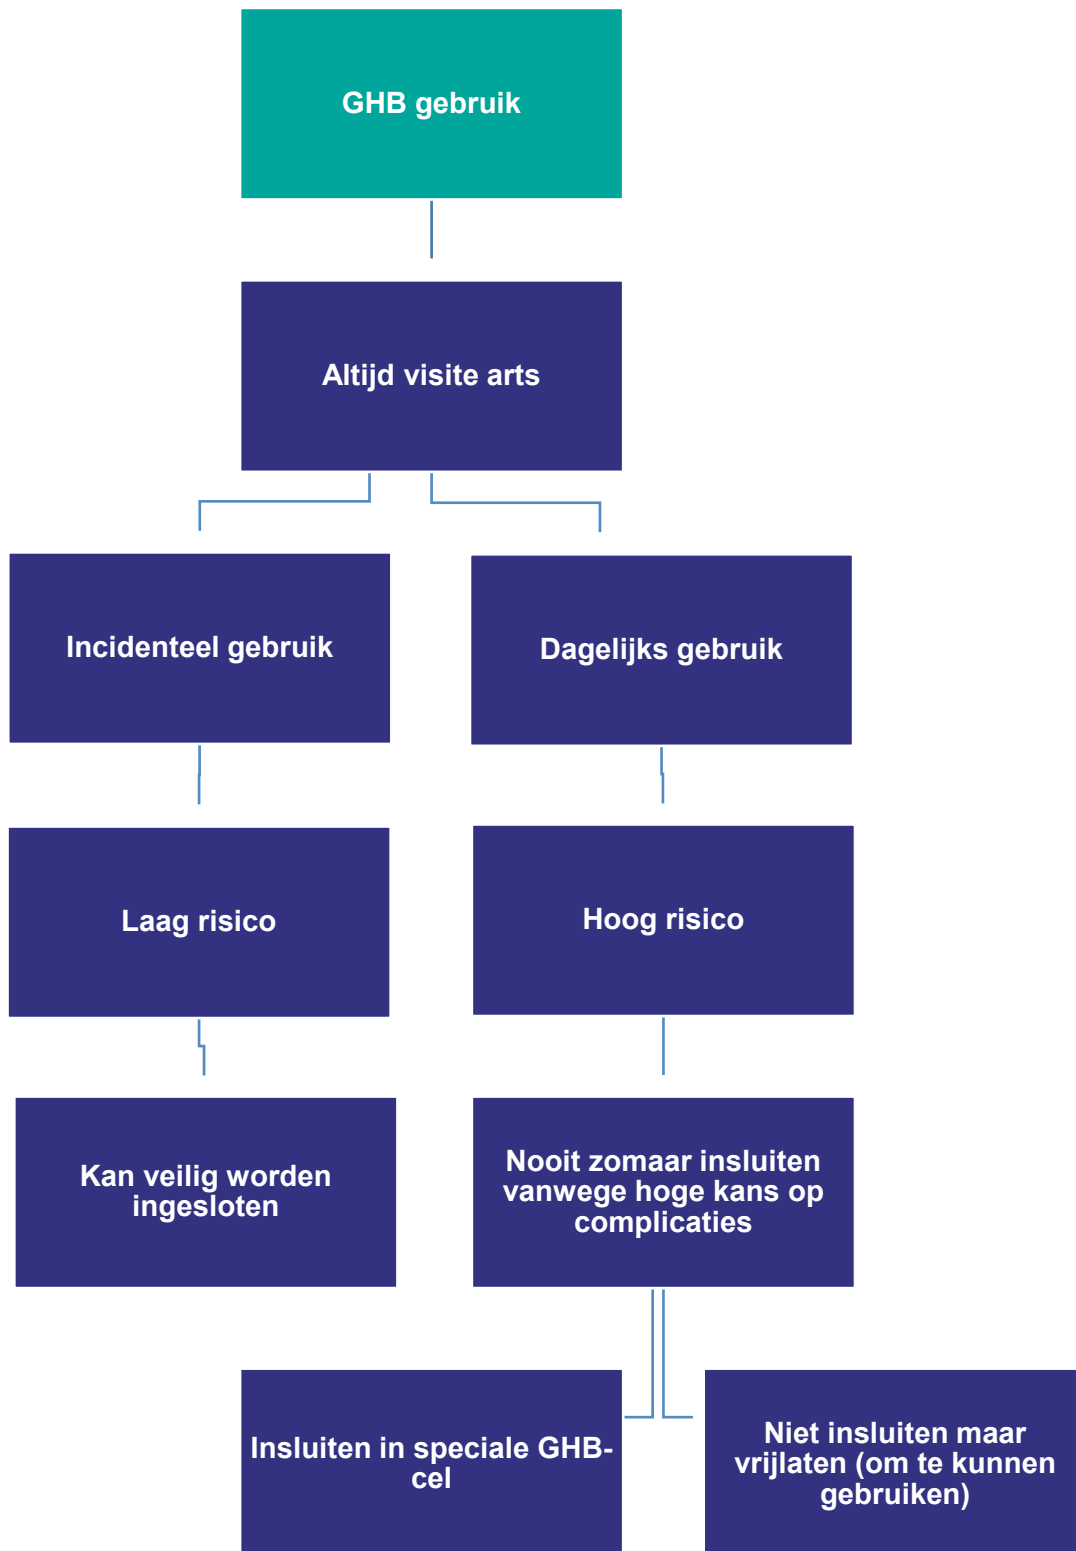 GHB gebruik
Altijd visite arts
Incidenteel gebruik
Dagelijks gebruik
Laag risico
Hoog risico
Kan veilig worden
ingesloten
Nooit zomaar insluiten
vanwege hoge kans op
complicaties
Insluiten in speciale GHB-
cel
Niet insluiten maar
vrijlaten (om te kunnen
gebruiken)